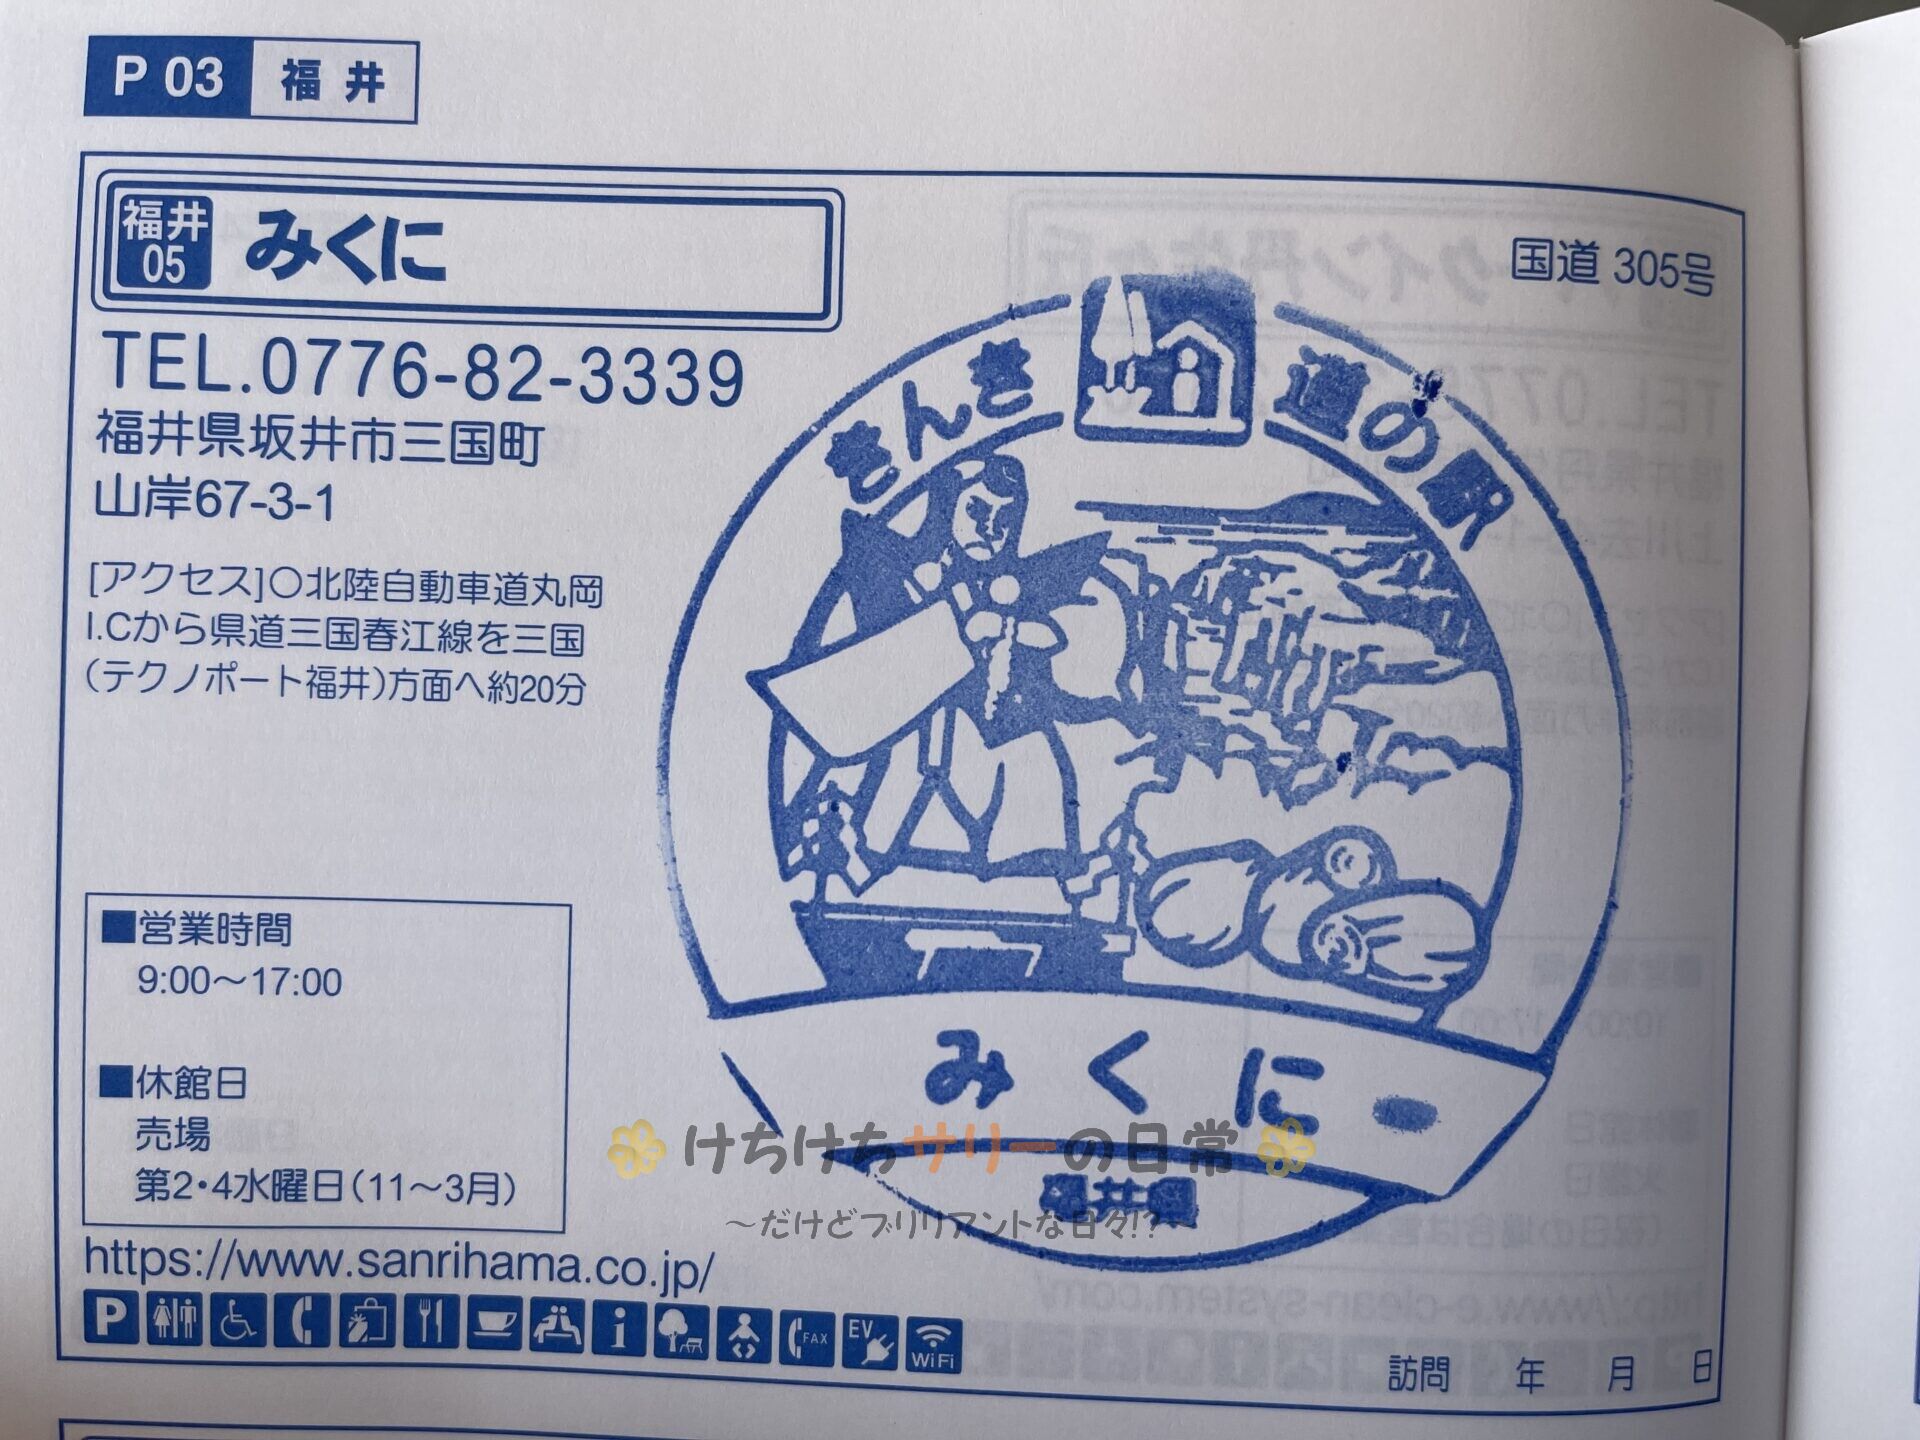 P 03 福井
福井 05 みくに
国道 305号
TEL.0776-82-3339
福井県坂井市三国町
山岸67-3-1
[アクセス]○北陸自動車道丸岡
I.Cから県道三国春江線を三国
(テクノポート福井)方面へ約20分
きんき 道の駅
みくに
福井県
■営業時間
9:00〜17:00
■休館日
売場
第2・4水曜日(11〜3月)
けちけちサリーの日常
〜だけどブリリアントな日々!?〜
https://www.sanrihama.co.jp/
P i FAX EV WiFi
訪問 年 月 日